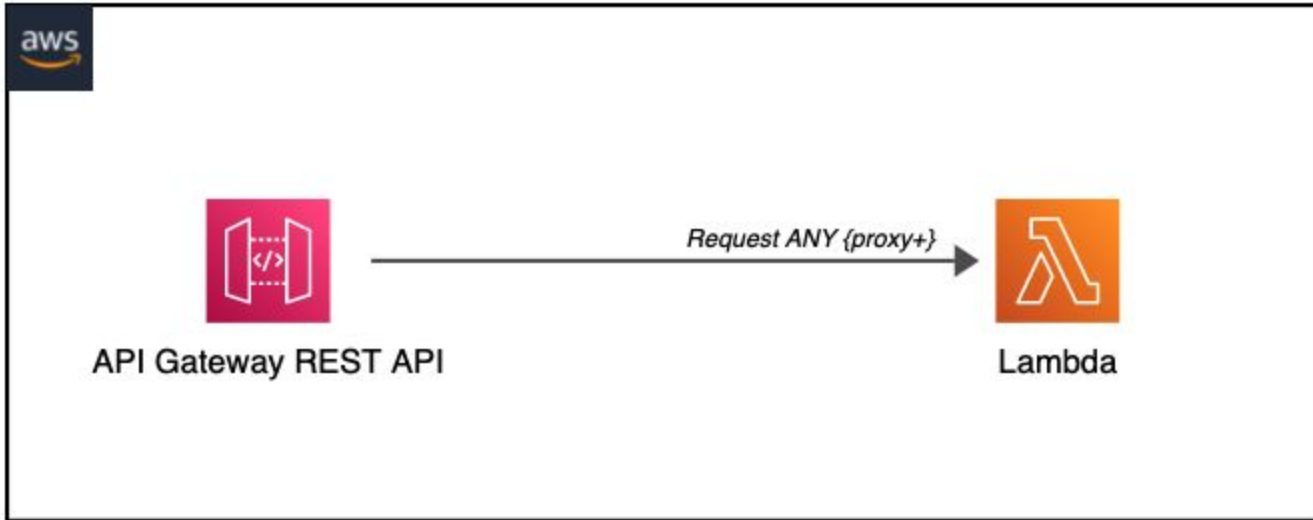 aws
Request ANY {proxy+}
</>
API Gateway REST API
Lambda